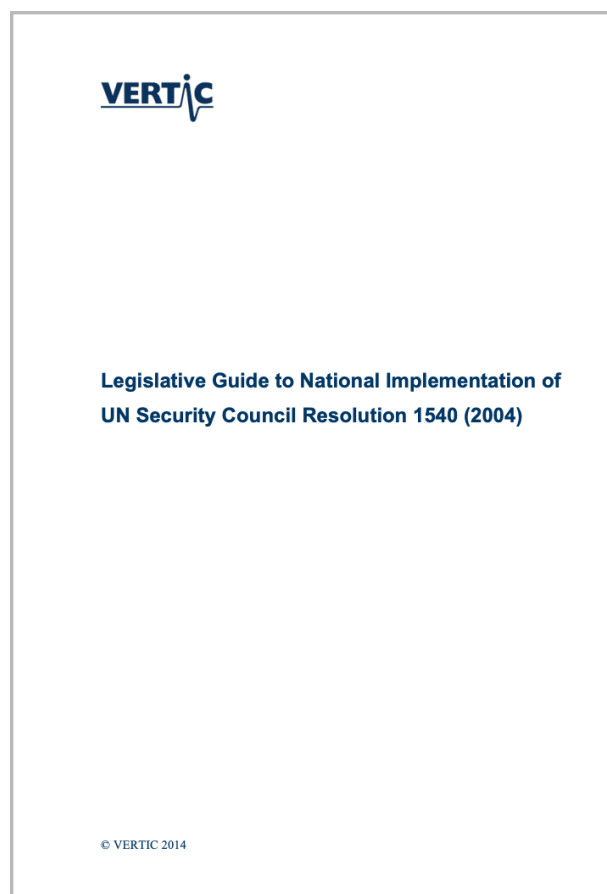 VERTIC
Legislative Guide to National Implementation of
UN Security Council Resolution 1540 (2004)
© VERTIC 2014